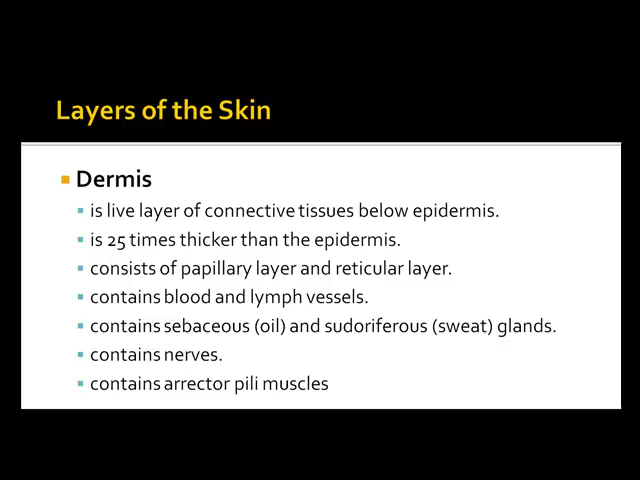 Layers of the Skin
Dermis
is live layer of connective tissues below epidermis.
is 25 times thicker than the epidermis.
consists of papillary layer and reticular layer.
contains blood and lymph vessels.
contains sebaceous (oil) and sudoriferous (sweat) glands.
contains nerves.
contains arrector pili muscles